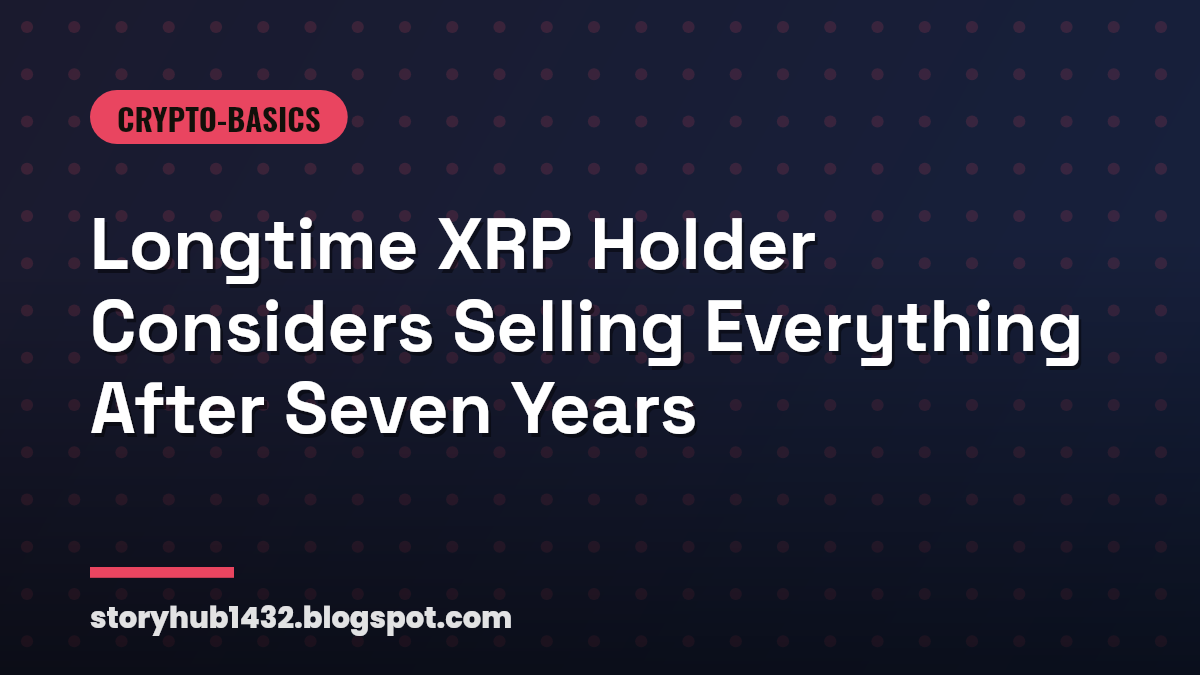 CRYPTO-BASICS
Longtime XRP Holder
Considers Selling Everything
After Seven Years
storyhub1432.blogspot.com